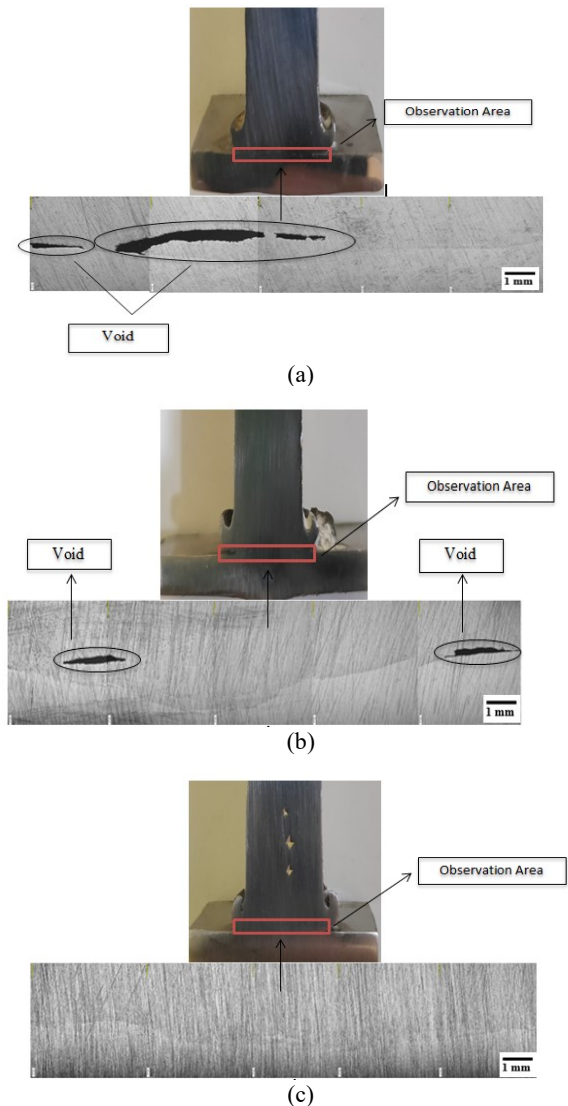 Observation Area
1 mm
Void
(a)
Observation Area
Void
Void
1 mm
(b)
Observation Area
1 mm
(c)